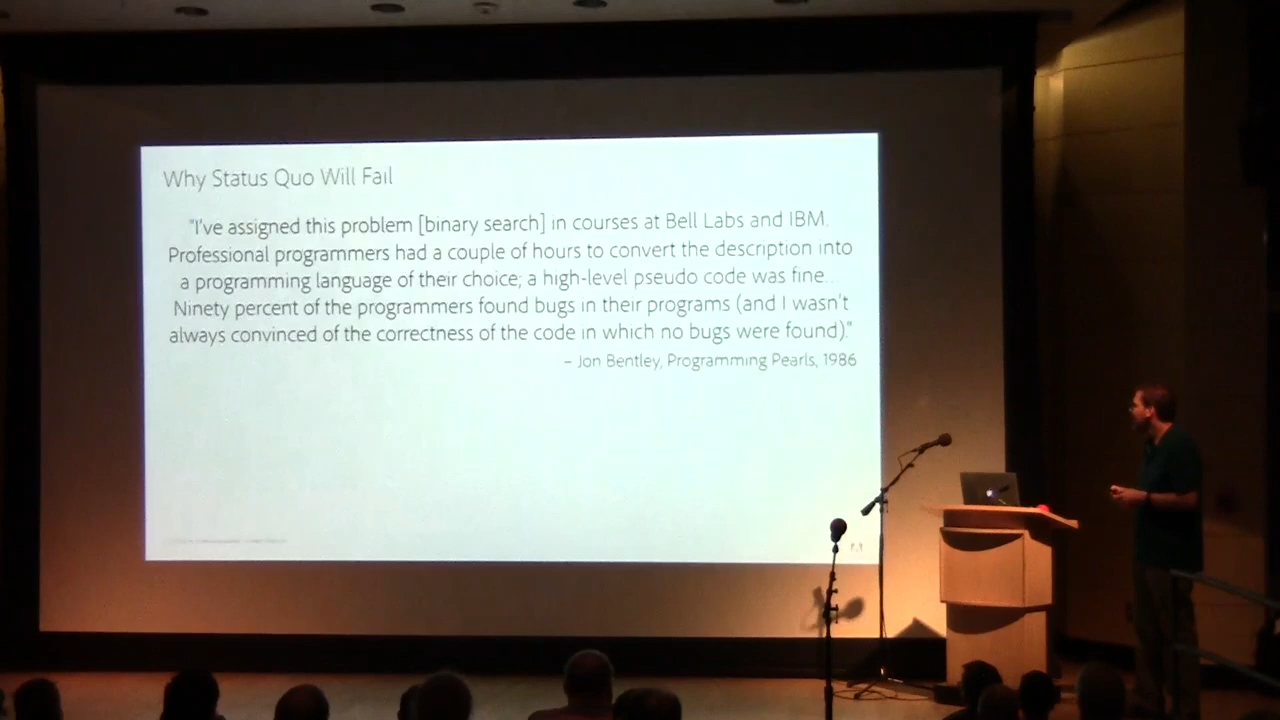 Why Status Quo Will Fail
"I've assigned this problem [binary search] in courses at Bell Labs and IBM.
Professional programmers had a couple of hours to convert the description into
a programming language of their choice; a high-level pseudo code was fine...
Ninety percent of the programmers found bugs in their programs (and I wasn't
always convinced of the correctness of the code in which no bugs were found)."
– Jon Bentley, Programming Pearls, 1986